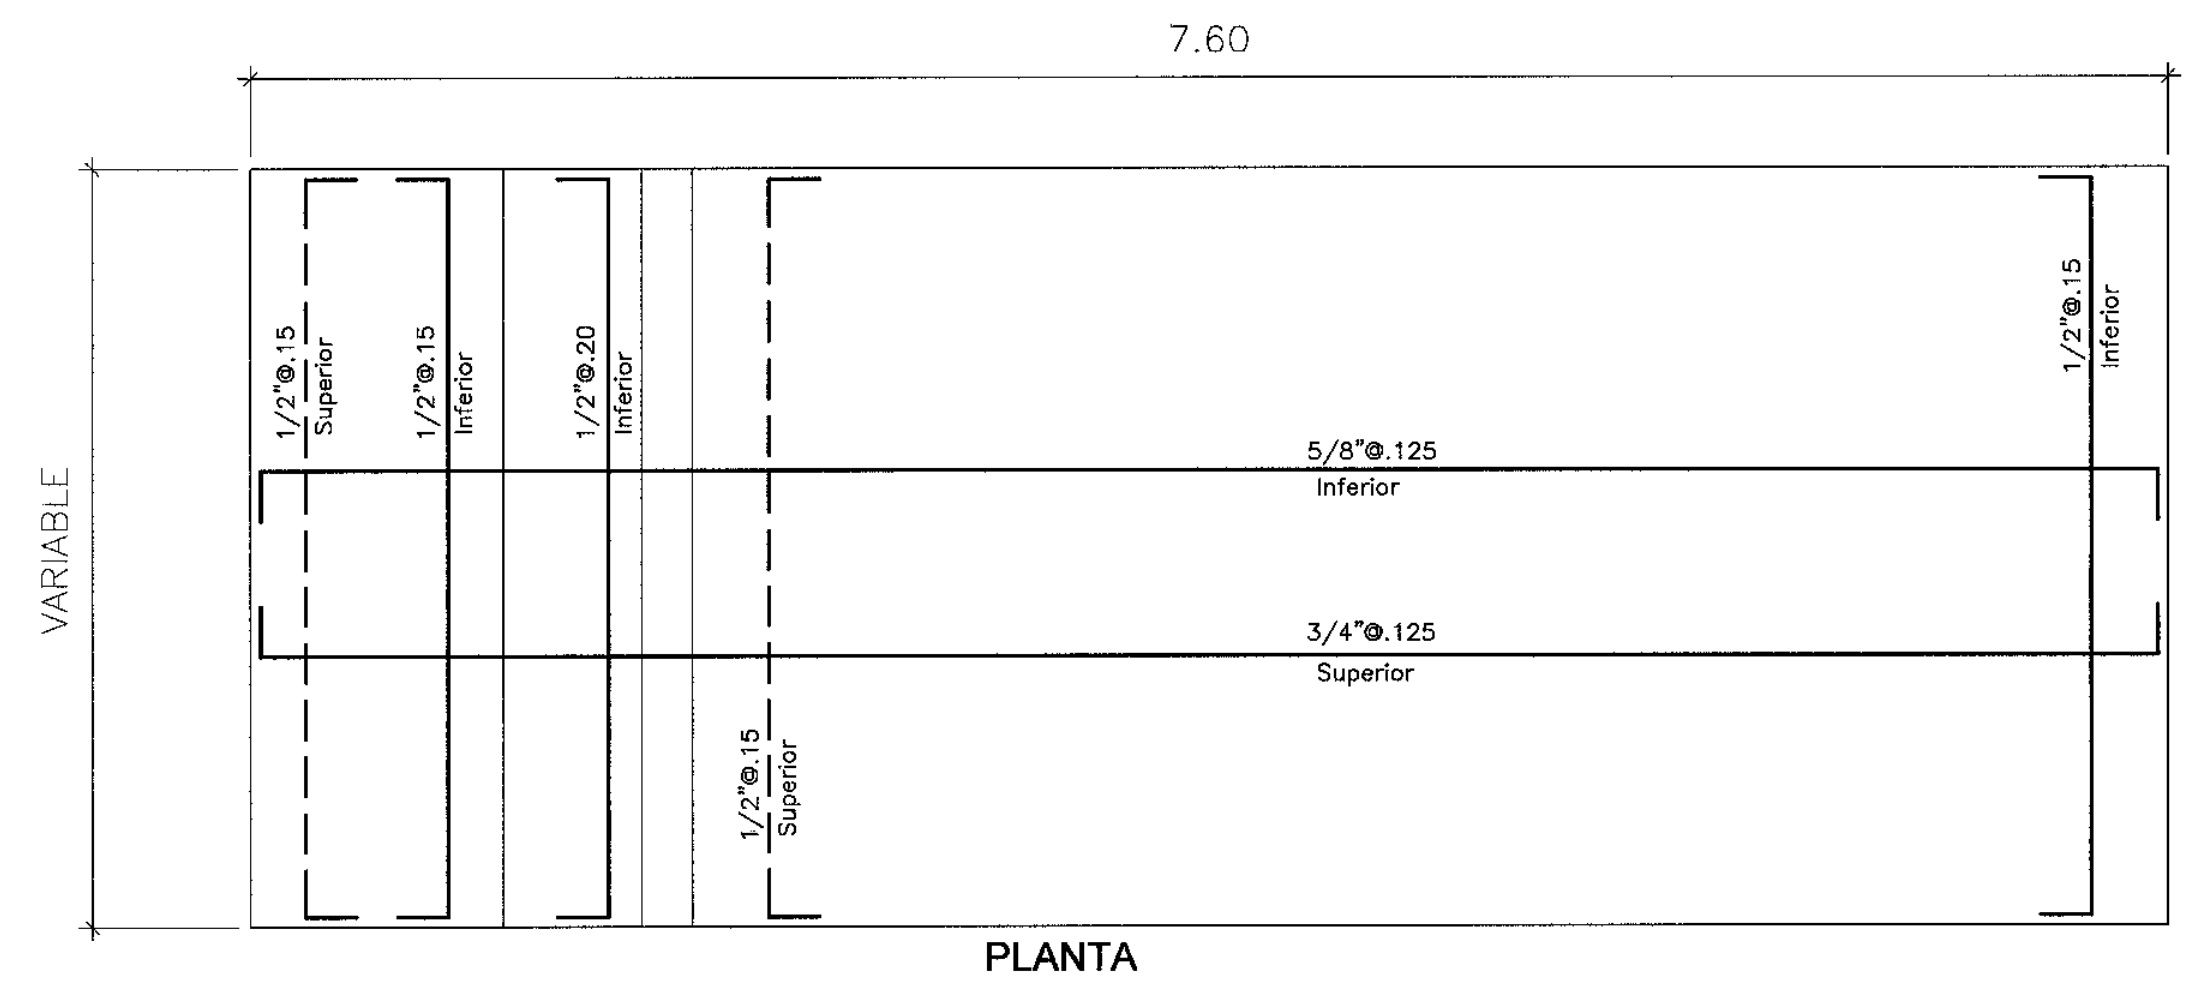 7.60
VARIABLE
1/2"@.15
Superior
1/2"@.15
Inferior
1/2"@.20
Inferior
1/2"@.15
Inferior
5/8"@.125
Inferior
3/4"@.125
Superior
1/2"@.15
Superior
PLANTA